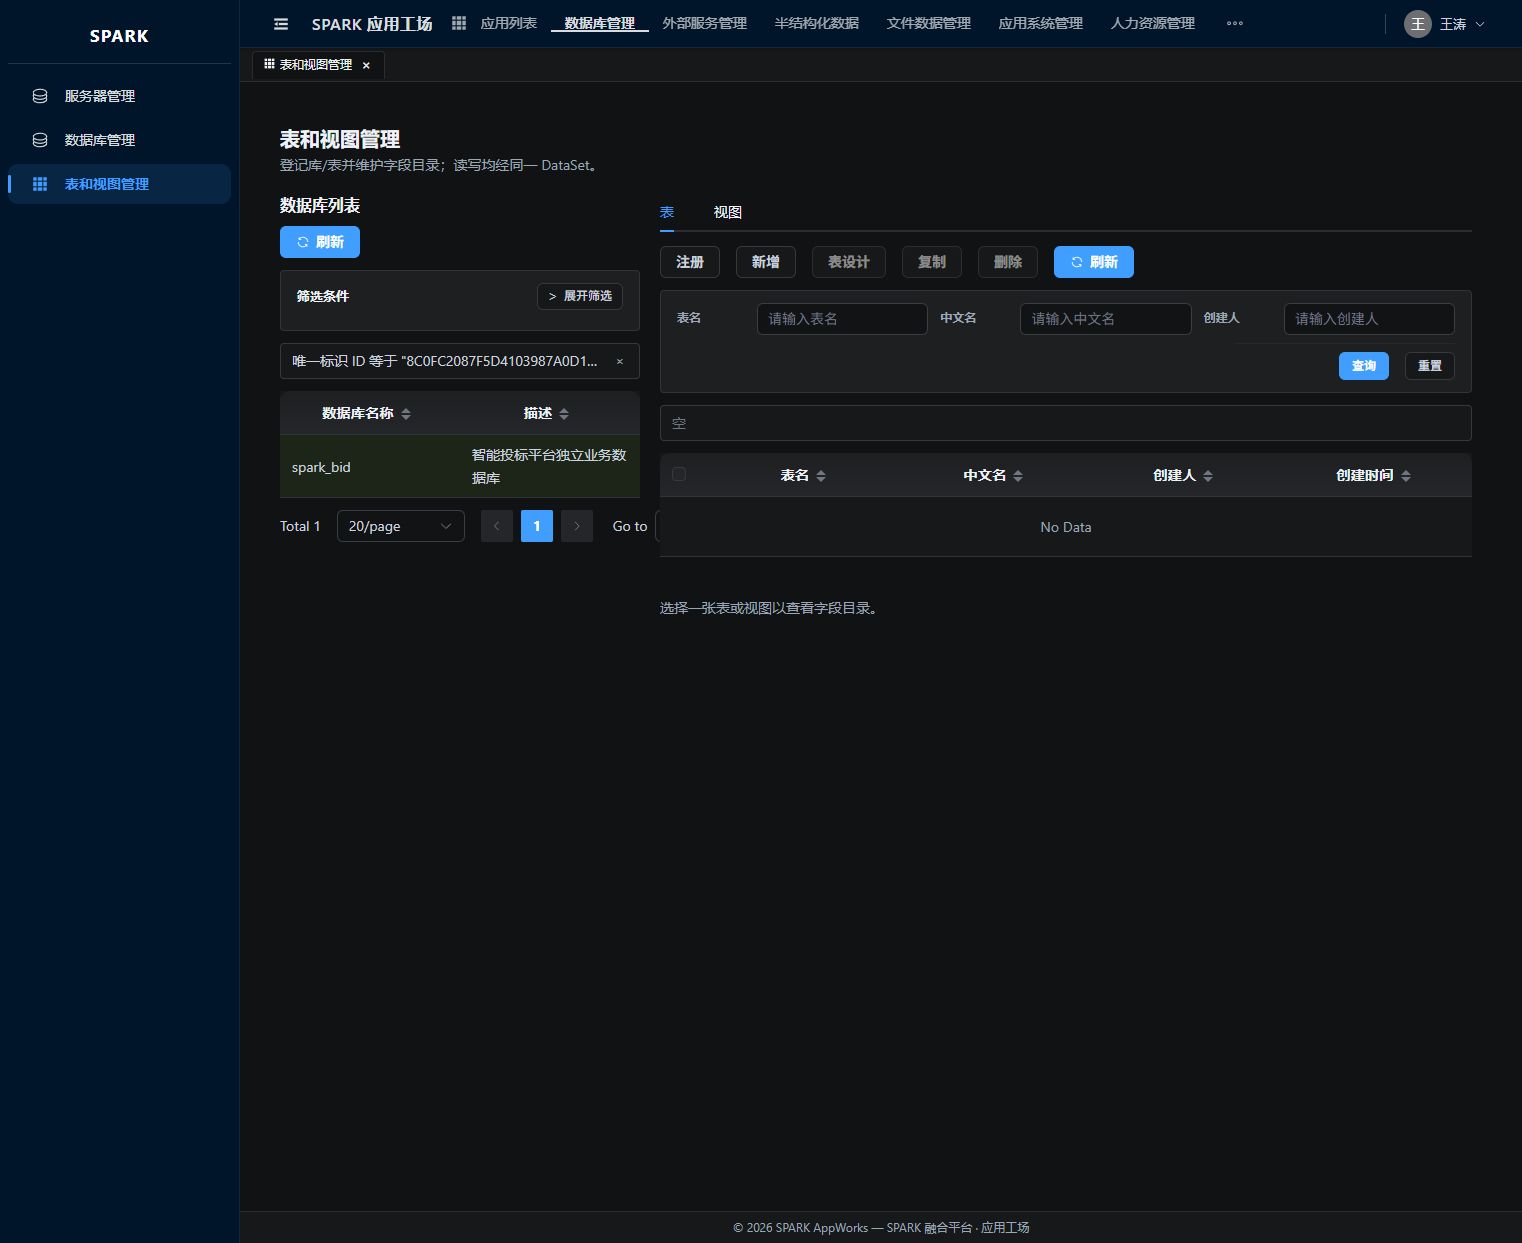 SPARK
服务器管理
数据库管理
表和视图管理
SPARK 应用工场 应用列表 数据库管理 外部服务管理 半结构化数据 文件数据管理 应用系统管理 人力资源管理 ··· 王 王涛
表和视图管理 ×
表和视图管理
登记库/表并维护字段目录；读写均经同一 DataSet。
数据库列表
刷新
筛选条件 > 展开筛选
唯一标识 ID 等于 "8C0FC2087F5D4103987A0D1... ×
数据库名称 描述
spark_bid 智能投标平台独立业务数据库
Total 1 20/page < 1 > Go to
表 视图
注册 新增 表设计 复制 删除 刷新
表名 请输入表名 中文名 请输入中文名 创建人 请输入创建人
查询 重置
空
表名 中文名 创建人 创建时间
No Data
选择一张表或视图以查看字段目录。
© 2026 SPARK AppWorks — SPARK 融合平台 · 应用工场